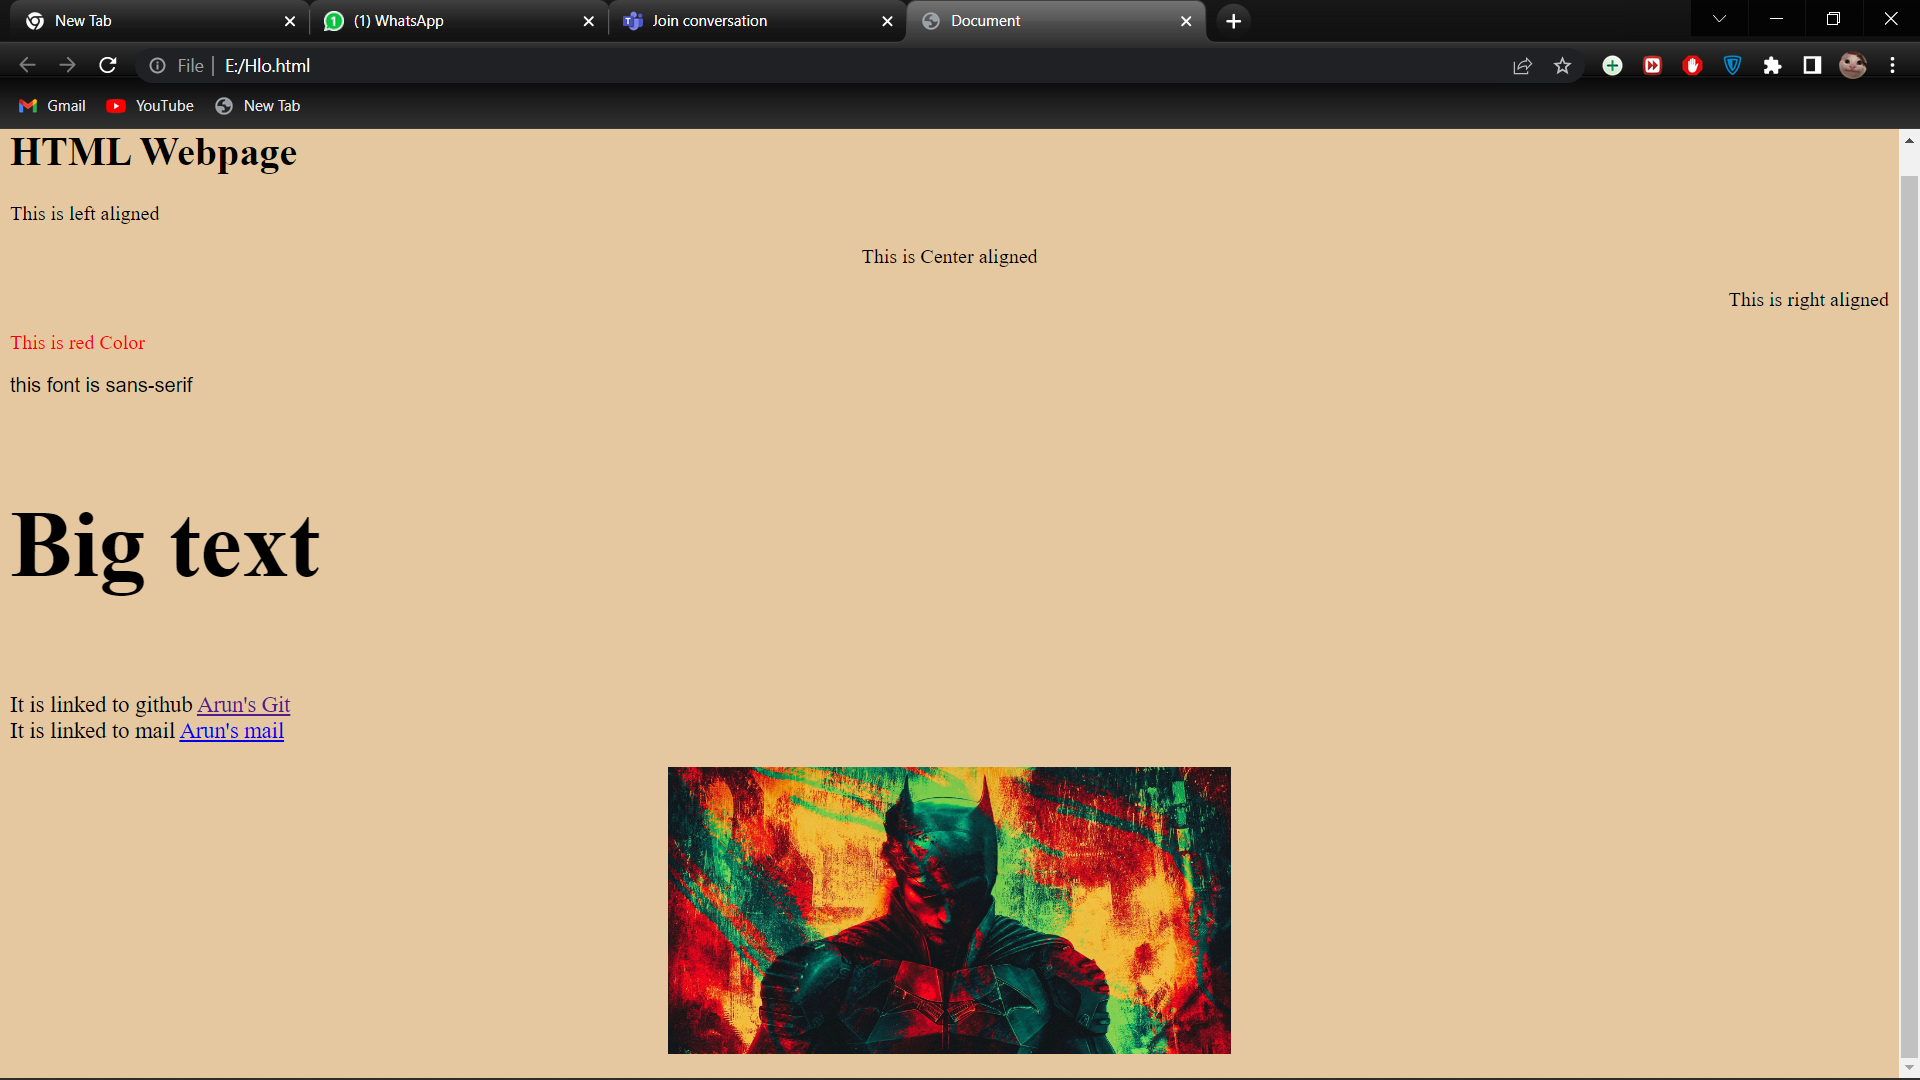 New Tab
(1) WhatsApp
Join conversation
Document
File | E:/Hlo.html
Gmail
YouTube
New Tab
HTML Webpage
This is left aligned
This is Center aligned
This is right aligned
This is red Color
this font is sans-serif
Big text
It is linked to github Arun's Git
It is linked to mail Arun's mail